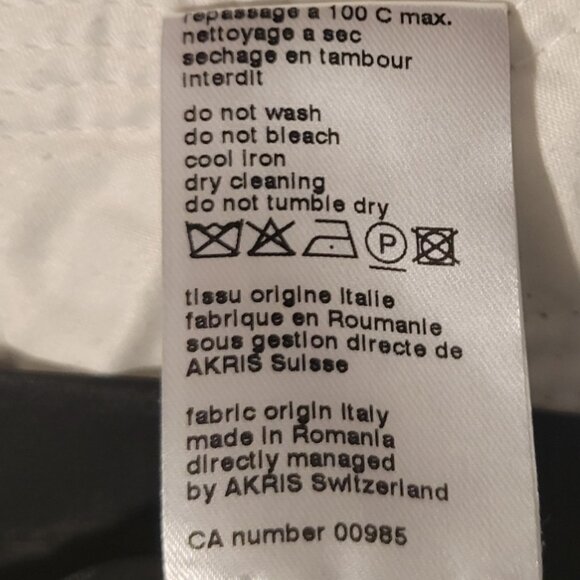 repassage a 100 C max.
nettoyage a sec
sechage en tambour
interdit
do not wash
do not bleach
cool iron
dry cleaning
do not tumble dry
P
tissu origine Italie
fabrique en Roumanie
sous gestion directe de
AKRIS Suisse
fabric origin Italy
made in Romania
directly managed
by AKRIS Switzerland
CA number 00985